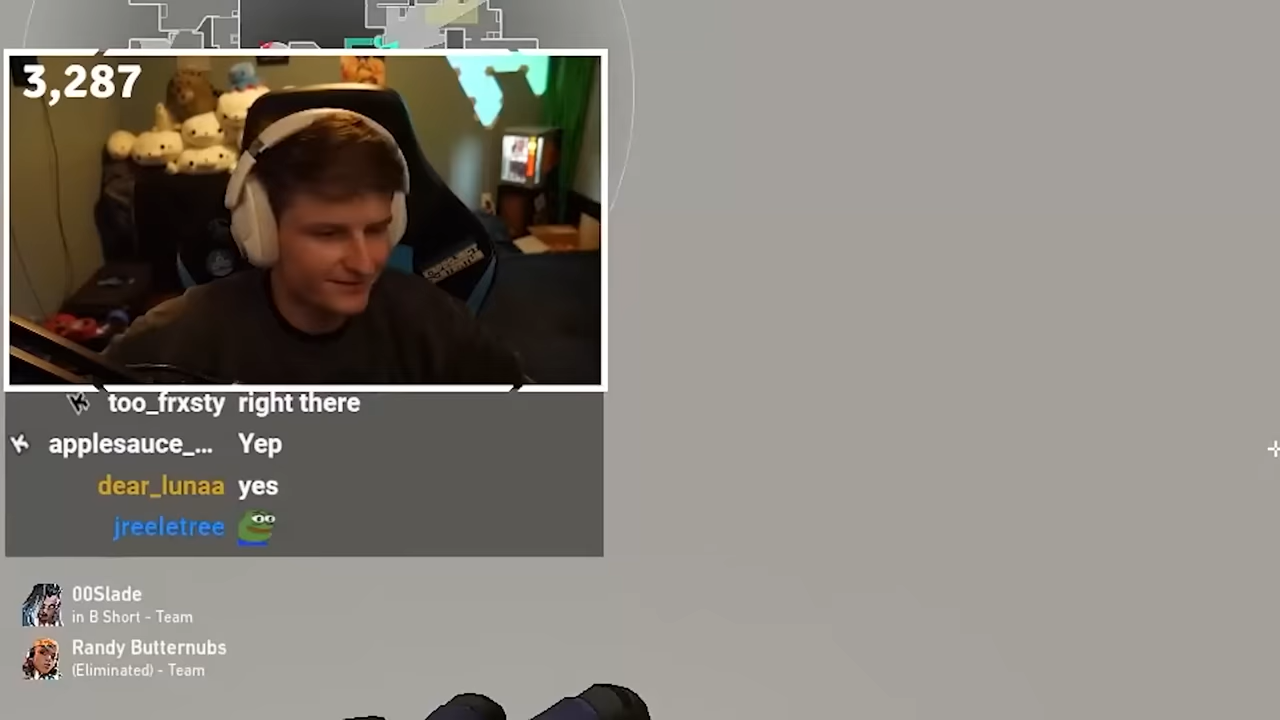 3,287
too_frxsty right there
applesauce_... Yep
dear_lunaa yes
jreeletree
00Slade
in B Short - Team
Randy Butternubs
(Eliminated) - Team